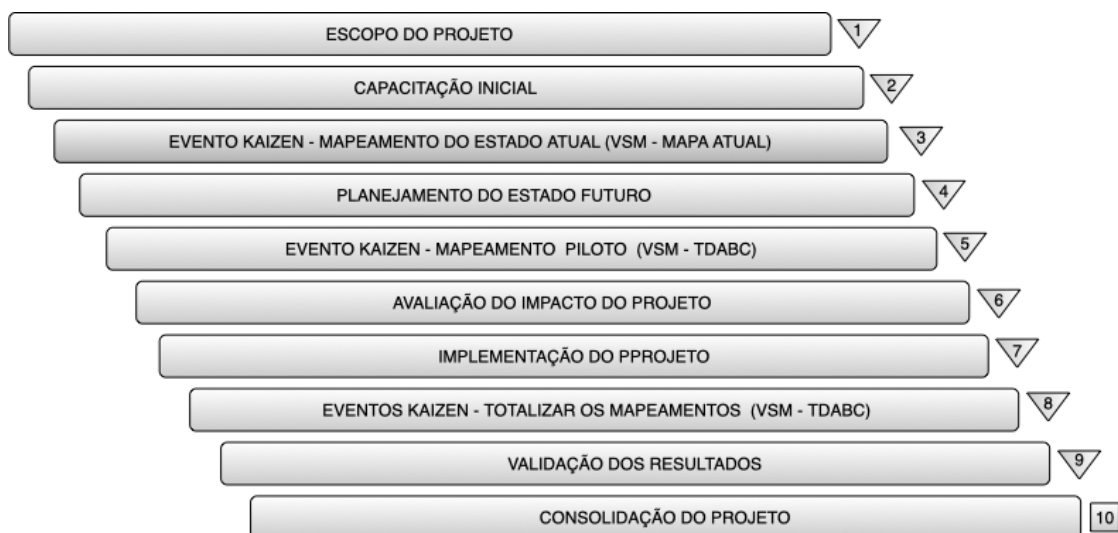 ESCOPO DO PROJETO 1
CAPACITAÇÃO INICIAL 2
EVENTO KAIZEN - MAPEAMENTO DO ESTADO ATUAL (VSM - MAPA ATUAL) 3
PLANEJAMENTO DO ESTADO FUTURO 4
EVENTO KAIZEN - MAPEAMENTO PILOTO (VSM - TDABC) 5
AVALIAÇÃO DO IMPACTO DO PROJETO 6
IMPLEMENTAÇÃO DO PPROJETO 7
EVENTOS KAIZEN - TOTALIZAR OS MAPEAMENTOS (VSM - TDABC) 8
VALIDAÇÃO DOS RESULTADOS 9
CONSOLIDAÇÃO DO PROJETO 10